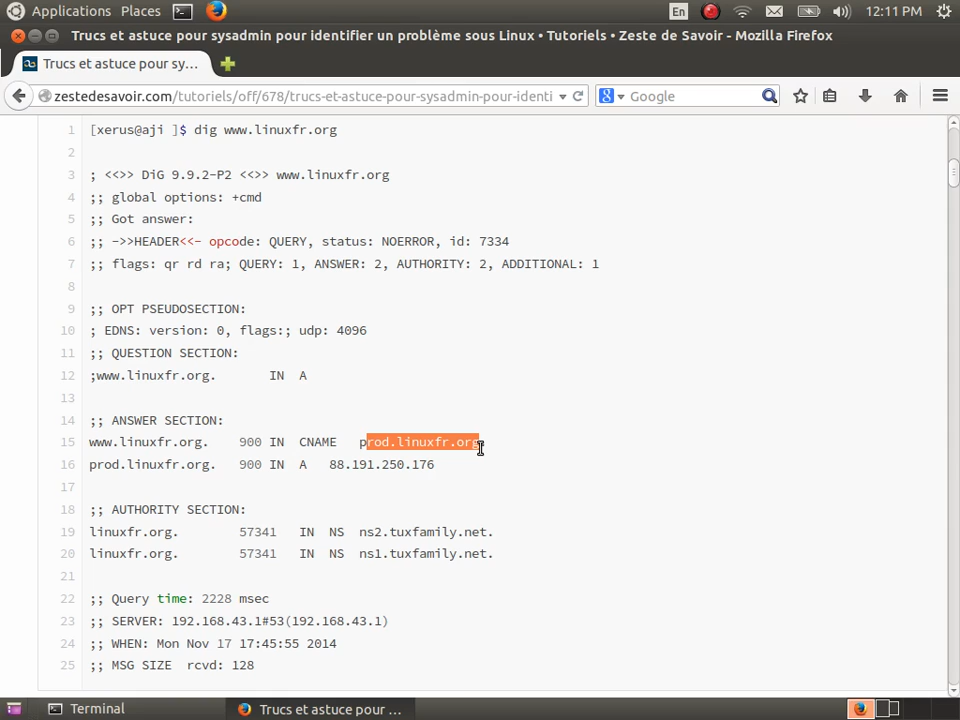 Applications Places En 12:11 PM
Trucs et astuce pour sysadmin pour identifier un problème sous Linux • Tutoriels • Zeste de Savoir - Mozilla Firefox
Trucs et astuce pour sy...
zestedesavoir.com/tutoriels/off/678/trucs-et-astuce-pour-sysadmin-pour-identi Google
1 [xerus@aji ]$ dig www.linuxfr.org
2
3 ; <<>> DiG 9.9.2-P2 <<>> www.linuxfr.org
4 ;; global options: +cmd
5 ;; Got answer:
6 ;; ->>HEADER<<- opcode: QUERY, status: NOERROR, id: 7334
7 ;; flags: qr rd ra; QUERY: 1, ANSWER: 2, AUTHORITY: 2, ADDITIONAL: 1
8
9 ;; OPT PSEUDOSECTION:
10 ; EDNS: version: 0, flags:; udp: 4096
11 ;; QUESTION SECTION:
12 ;www.linuxfr.org. IN A
13
14 ;; ANSWER SECTION:
15 www.linuxfr.org. 900 IN CNAME prod.linuxfr.org.
16 prod.linuxfr.org. 900 IN A 88.191.250.176
17
18 ;; AUTHORITY SECTION:
19 linuxfr.org. 57341 IN NS ns2.tuxfamily.net.
20 linuxfr.org. 57341 IN NS ns1.tuxfamily.net.
21
22 ;; Query time: 2228 msec
23 ;; SERVER: 192.168.43.1#53(192.168.43.1)
24 ;; WHEN: Mon Nov 17 17:45:55 2014
25 ;; MSG SIZE rcvd: 128
Terminal Trucs et astuce pour ...